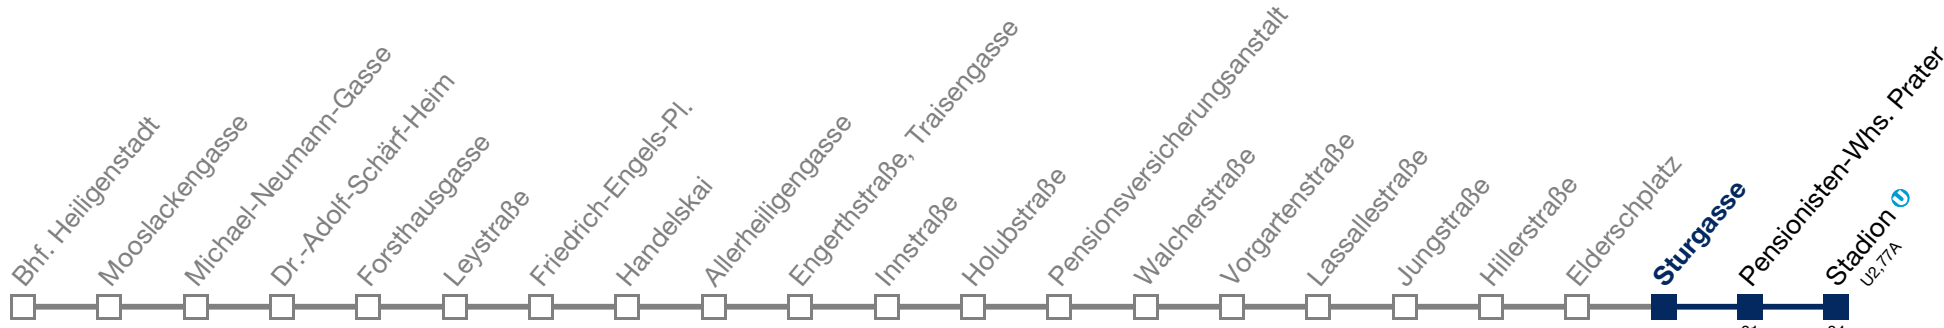 Bhf. Heiligenstadt
Mooslackengasse
Michael-Neumann-Gasse
Dr.-Adolf-Schärf-Heim
Forsthausgasse
Leystraße
Friedrich-Engels-Pl.
Handelskai
Allerheiligengasse
Engerthstraße, Traisengasse
Innstraße
Holubstraße
Pensionsversicherungsanstalt
Walcherstraße
Vorgartenstraße
Lassallestraße
Jungstraße
Hillerstraße
Elderschplatz
Sturgasse
Pensionisten-Whs. Prater
Stadion U
U2,77A